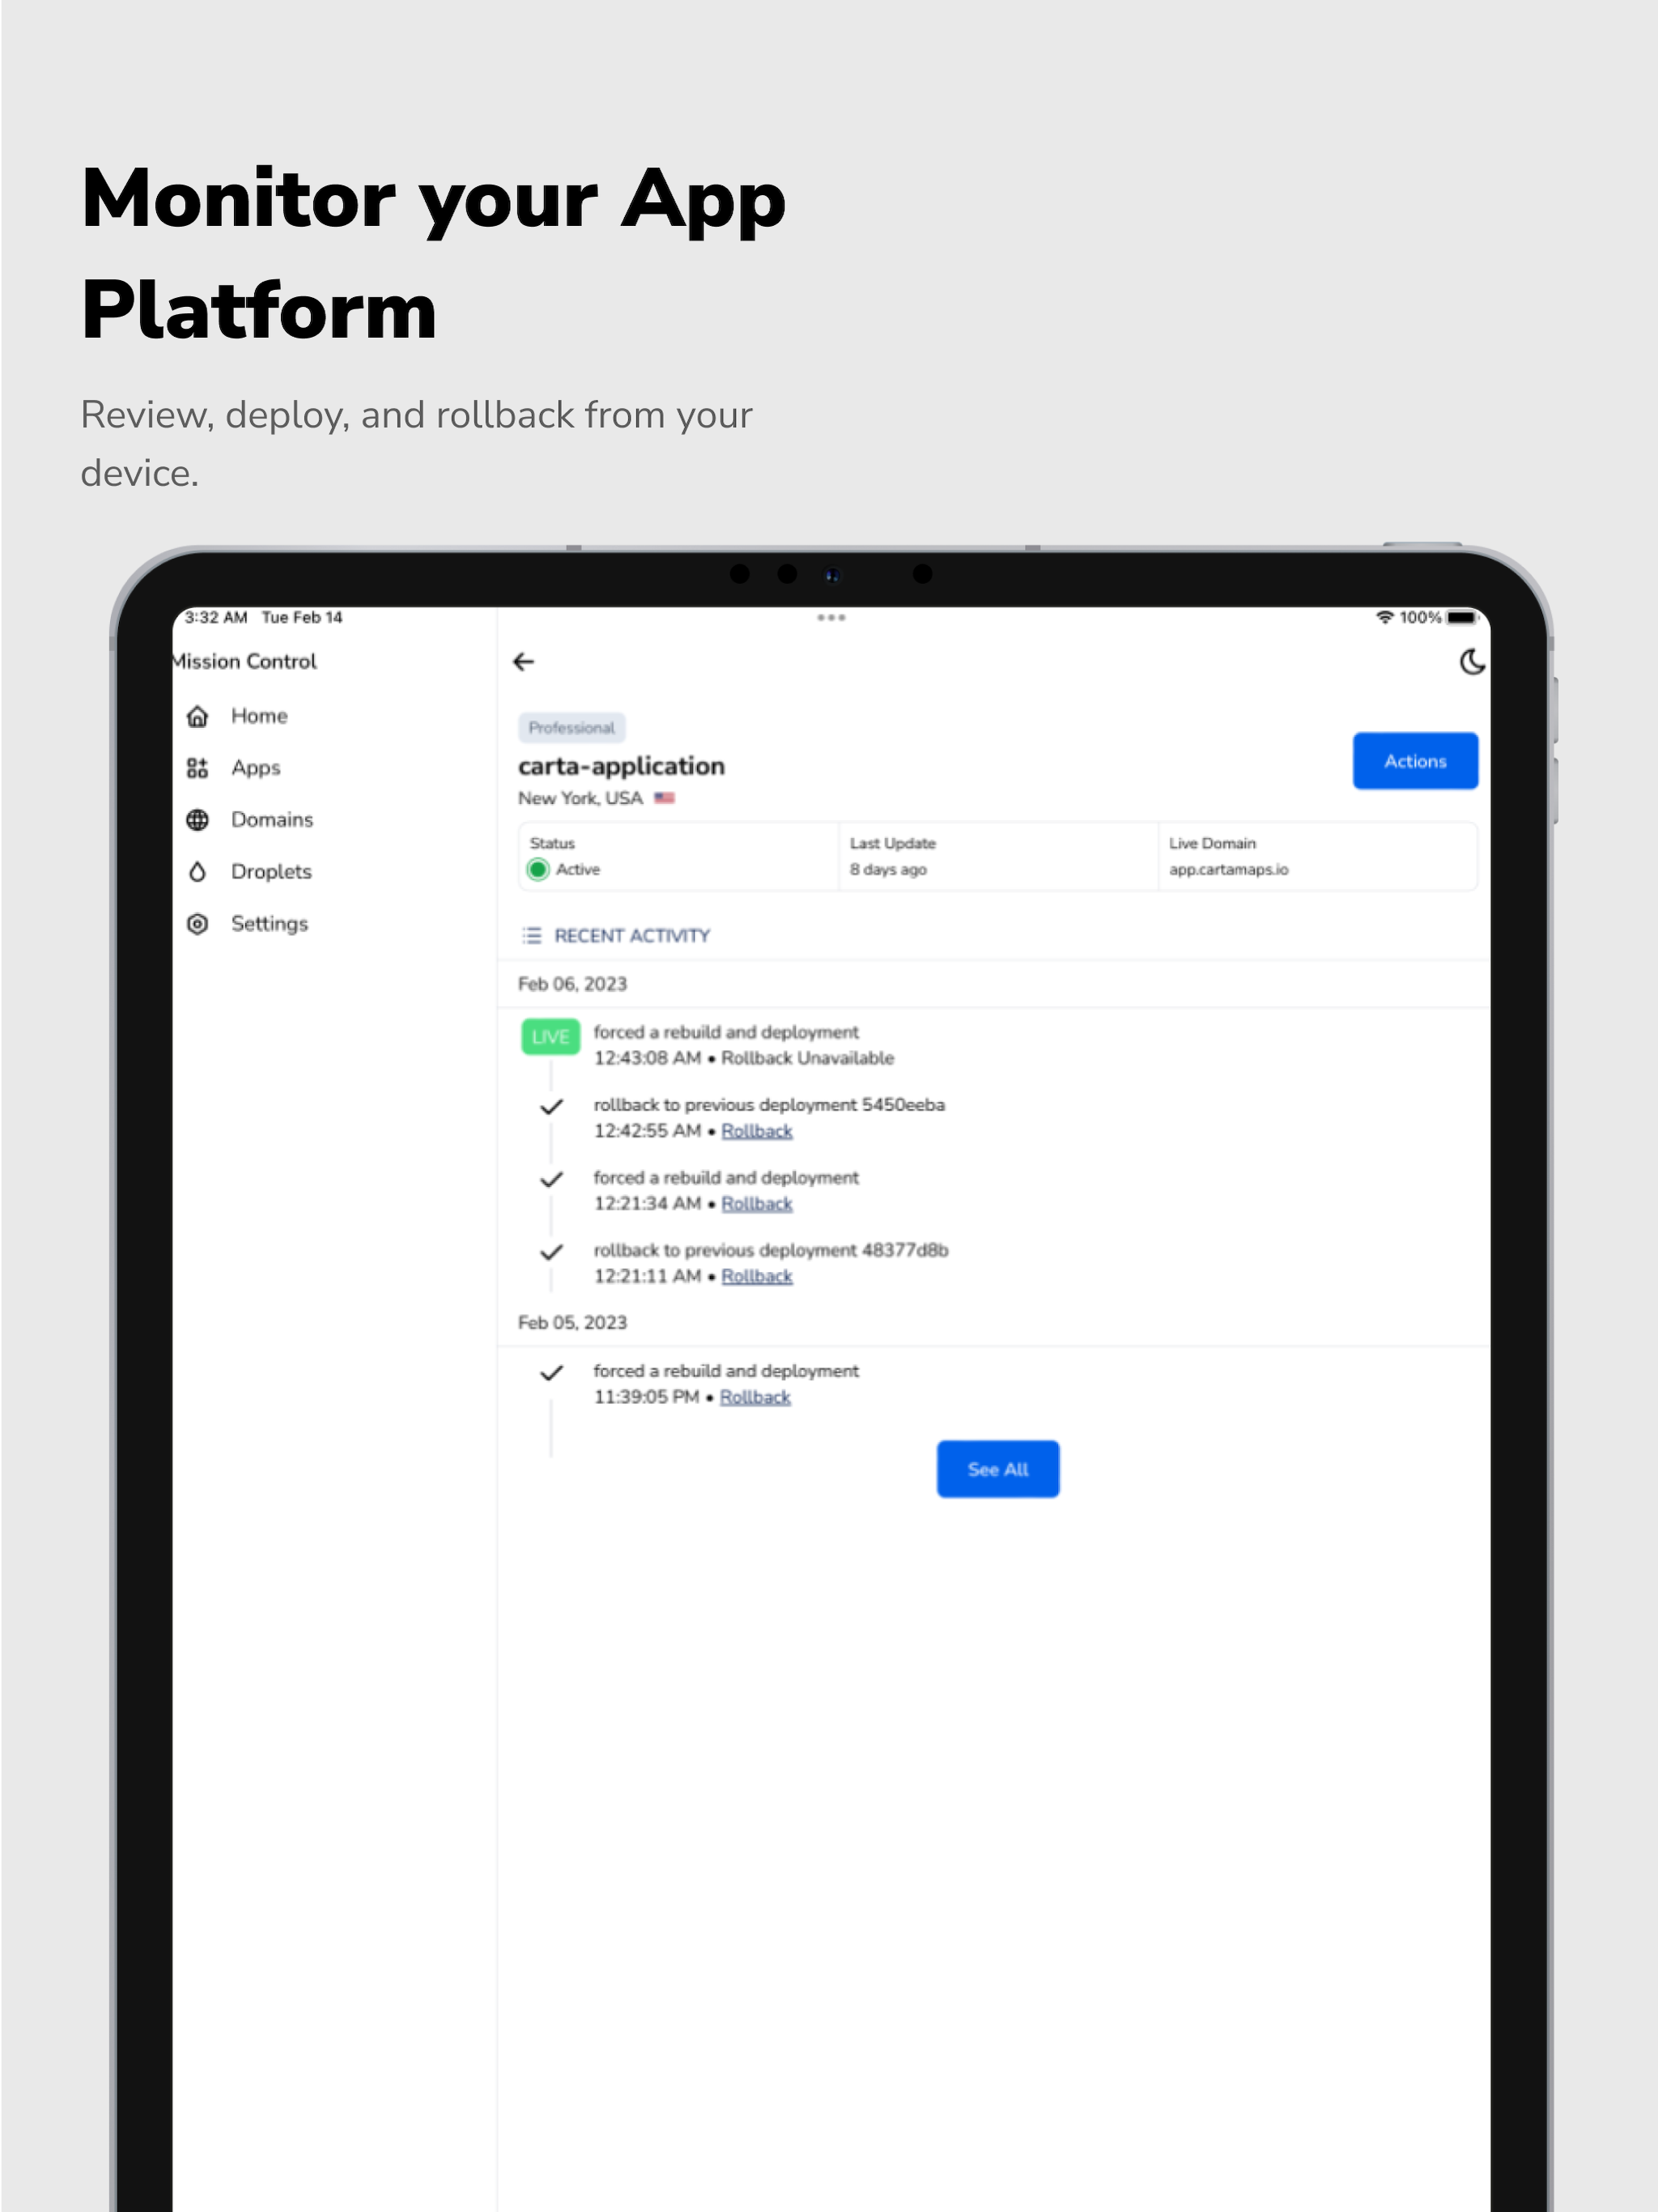 Monitor your App
Platform
Review, deploy, and rollback from your
device.
3:32 AM Tue Feb 14
100%
Mission Control
Home
Apps
Domains
Droplets
Settings
Professional
carta-application
New York, USA
Actions
Status
Active
Last Update
8 days ago
Live Domain
app.cartamaps.io
RECENT ACTIVITY
Feb 06, 2023
LIVE
forced a rebuild and deployment
12:43:08 AM • Rollback Unavailable
rollback to previous deployment 5450eeba
12:42:55 AM • Rollback
forced a rebuild and deployment
12:21:34 AM • Rollback
rollback to previous deployment 48377d8b
12:21:11 AM • Rollback
Feb 05, 2023
forced a rebuild and deployment
11:39:05 PM • Rollback
See All